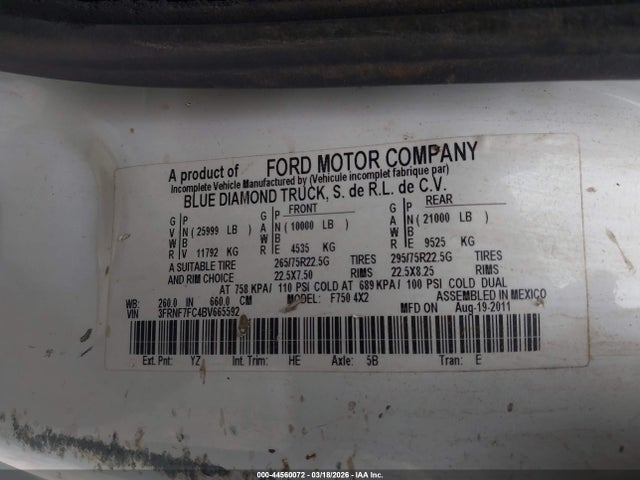 A product of FORD MOTOR COMPANY
Incomplete Vehicle Manufactured by (Vehicule incomplet fabrique par)
BLUE DIAMOND TRUCK, S. de R.L. de C.V.
G P G P FRONT G P REAR
V N ( 25999 LB ) A N ( 10000 LB ) A N ( 21000 LB )
W B W B W B
R V 11792 KG R E 4535 KG R E 9525 KG
A SUITABLE TIRE 265/75R22.5G TIRES 295/75R22.5G TIRES
AND RIM CHOICE 22.5X7.50 RIMS 22.5X8.25 RIMS
AT 758 KPA/ 110 PSI COLD AT 689 KPA/ 100 PSI COLD DUAL
WB: 260.0 IN 660.0 CM MODEL: F750 4X2 ASSEMBLED IN MEXICO
VIN 3FRNF7FC4BV665592 MFD ON Aug-19-2011
Ext. Pnt: YZ Int. Trim: HE Axle: 5B Tran: E
000-44560072 - 03/18/2026 - IAA Inc.